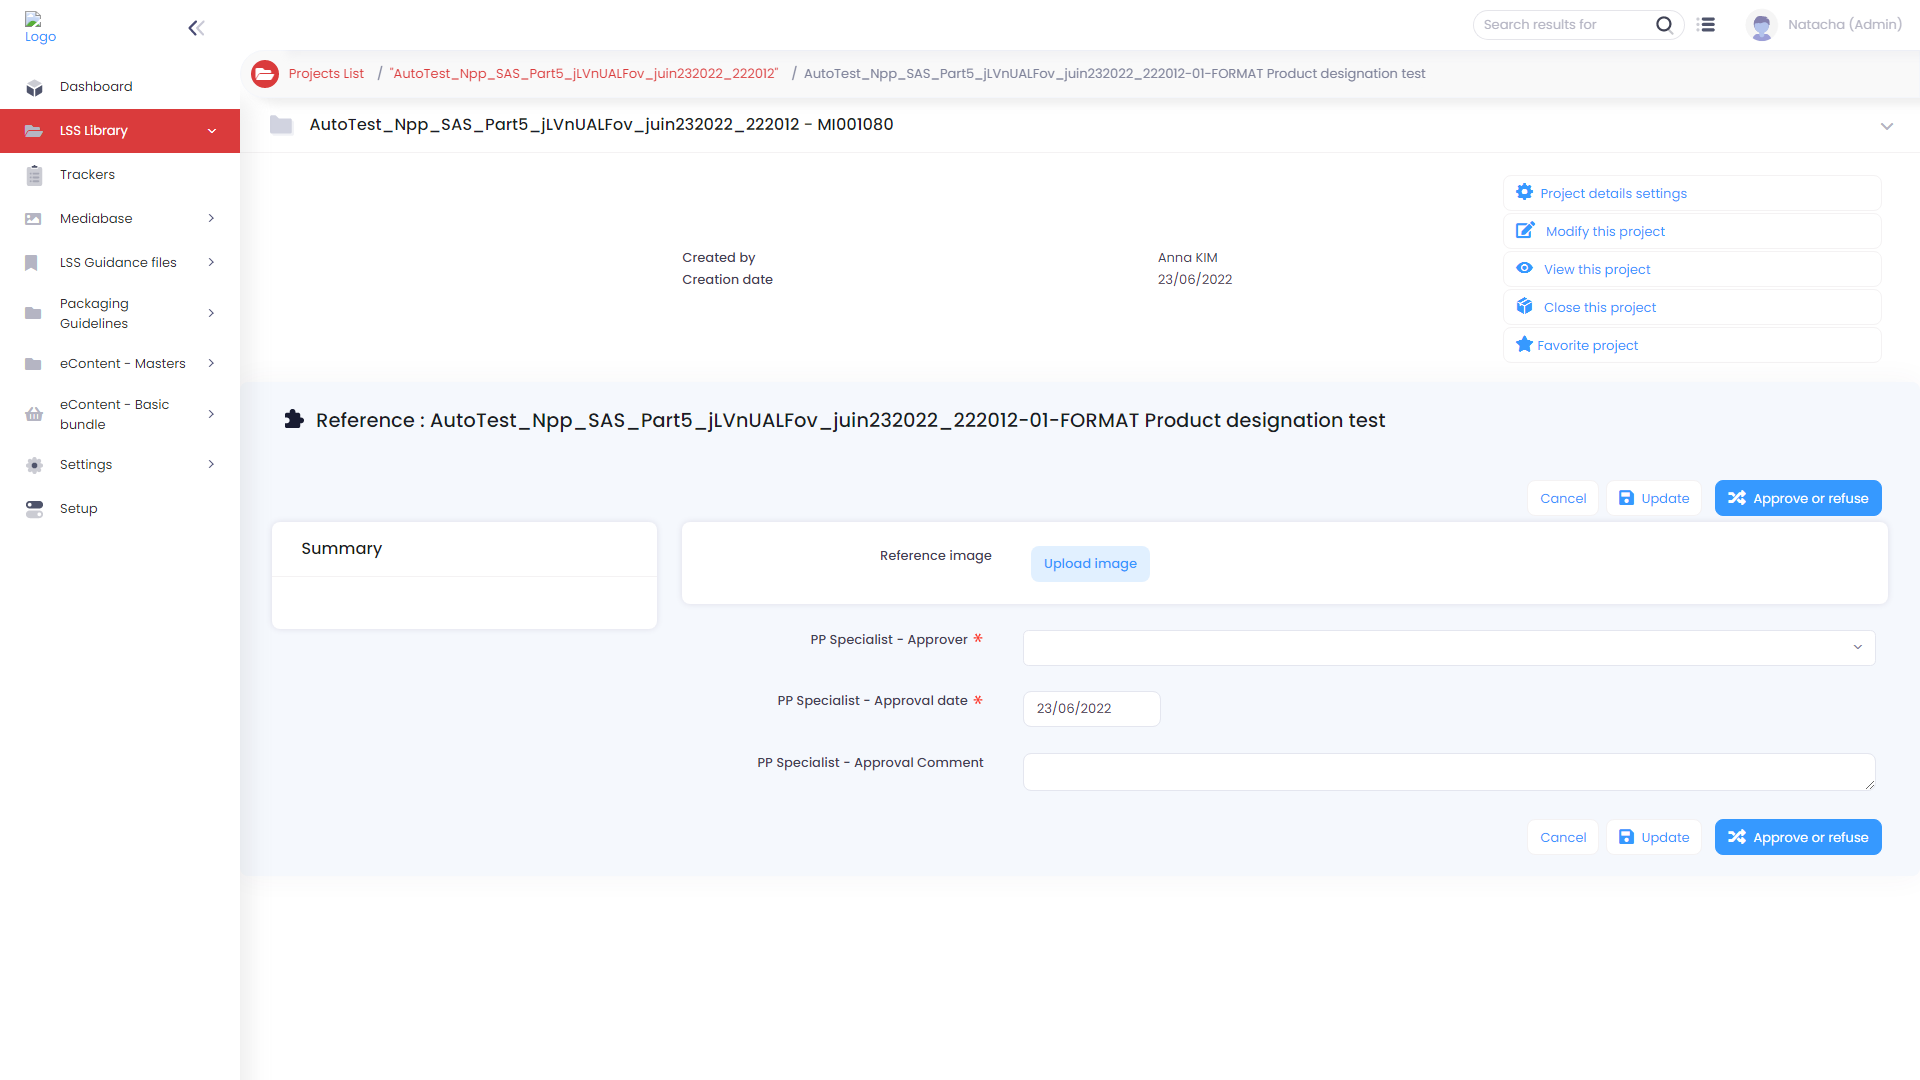 Logo
Search results for
Natacha (Admin)
Projects List / "AutoTest_Npp_SAS_Part5_jLVnUALFov_juin232022_222012" / AutoTest_Npp_SAS_Part5_jLVnUALFov_juin232022_222012-01-FORMAT Product designation test
Dashboard
LSS Library
Trackers
Mediabase
LSS Guidance files
Packaging
Guidelines
eContent - Masters
eContent - Basic
bundle
Settings
Setup
AutoTest_Npp_SAS_Part5_jLVnUALFov_juin232022_222012 - MI001080
Created by Anna KIM
Creation date 23/06/2022
Project details settings
Modify this project
View this project
Close this project
Favorite project
Reference : AutoTest_Npp_SAS_Part5_jLVnUALFov_juin232022_222012-01-FORMAT Product designation test
Cancel Update Approve or refuse
Summary
Reference image Upload image
PP Specialist - Approver *
PP Specialist - Approval date * 23/06/2022
PP Specialist - Approval Comment
Cancel Update Approve or refuse